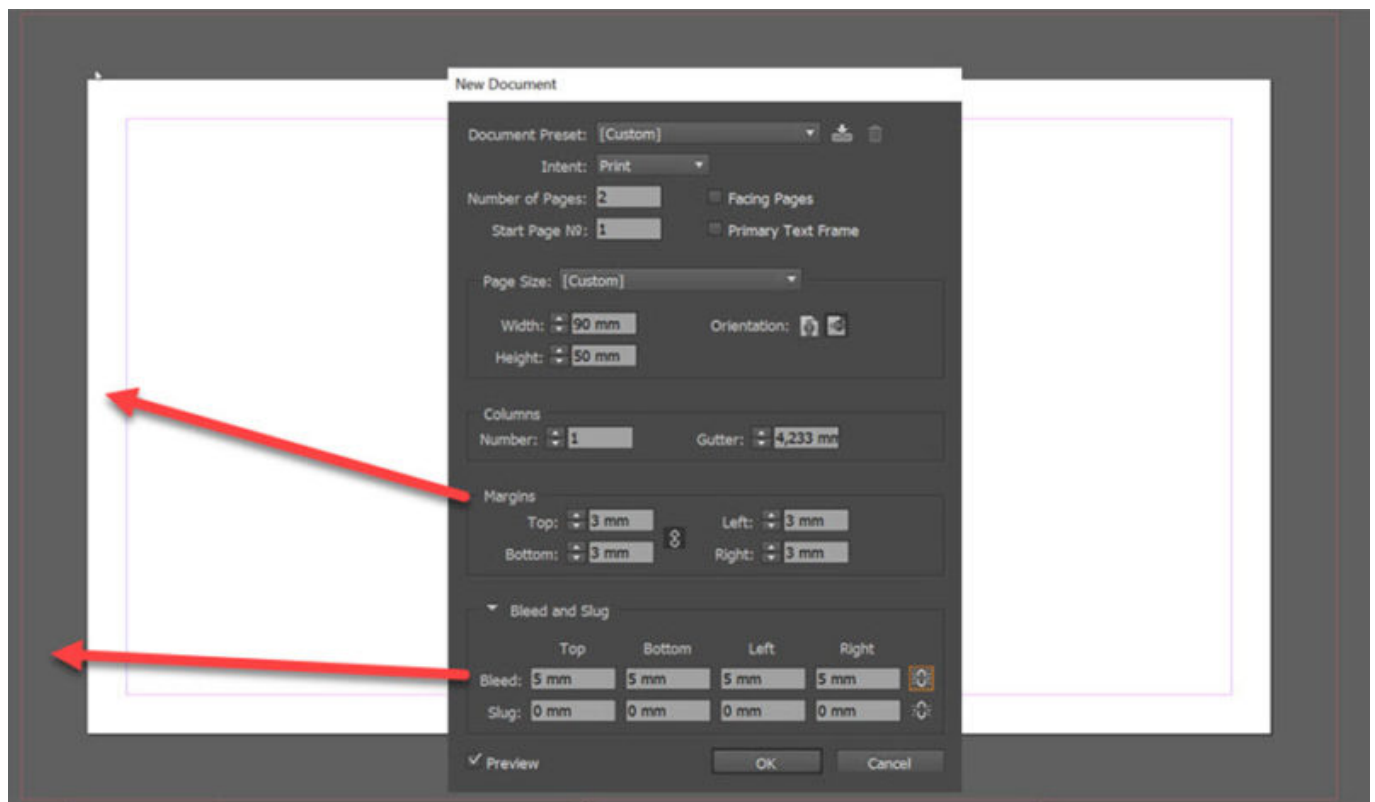 New Document
Document Preset: [Custom]
Intent: Print
Number of Pages: 2 Facing Pages
Start Page №: 1 Primary Text Frame
Page Size: [Custom]
Width: 90 mm Orientation:
Height: 50 mm
Columns
Number: 1 Gutter: 4,233 mm
Margins
Top: 3 mm Left: 3 mm
Bottom: 3 mm Right: 3 mm
Bleed and Slug
Top Bottom Left Right
Bleed: 5 mm 5 mm 5 mm 5 mm
Slug: 0 mm 0 mm 0 mm 0 mm
Preview OK Cancel